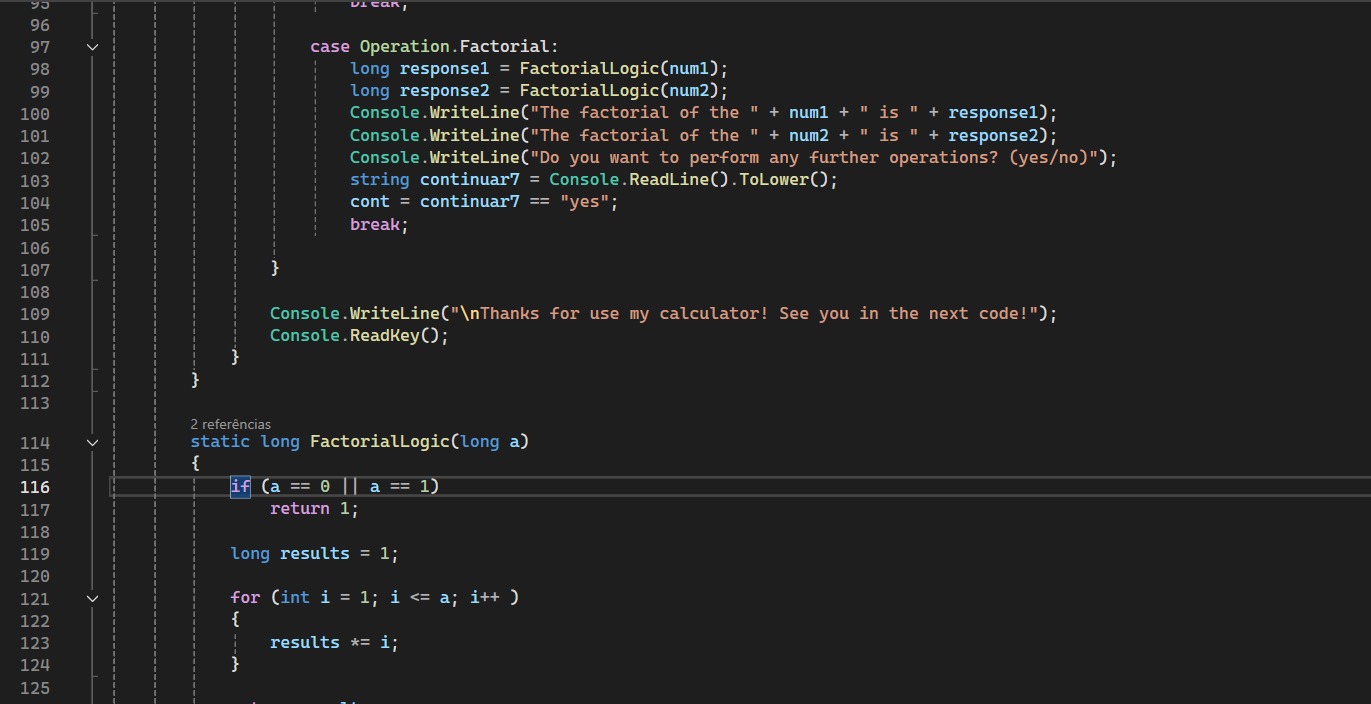 95 break;
96
97 case Operation.Factorial:
98 long response1 = FactorialLogic(num1);
99 long response2 = FactorialLogic(num2);
100 Console.WriteLine("The factorial of the " + num1 + " is " + response1);
101 Console.WriteLine("The factorial of the " + num2 + " is " + response2);
102 Console.WriteLine("Do you want to perform any further operations? (yes/no)");
103 string continuar7 = Console.ReadLine().ToLower();
104 cont = continuar7 == "yes";
105 break;
106
107 }
108
109 Console.WriteLine("\nThanks for use my calculator! See you in the next code!");
110 Console.ReadKey();
111 }
112 }
113
2 referências
114 static long FactorialLogic(long a)
115 {
116 if (a == 0 || a == 1)
117 return 1;
118
119 long results = 1;
120
121 for (int i = 1; i <= a; i++ )
122 {
123 results *= i;
124 }
125